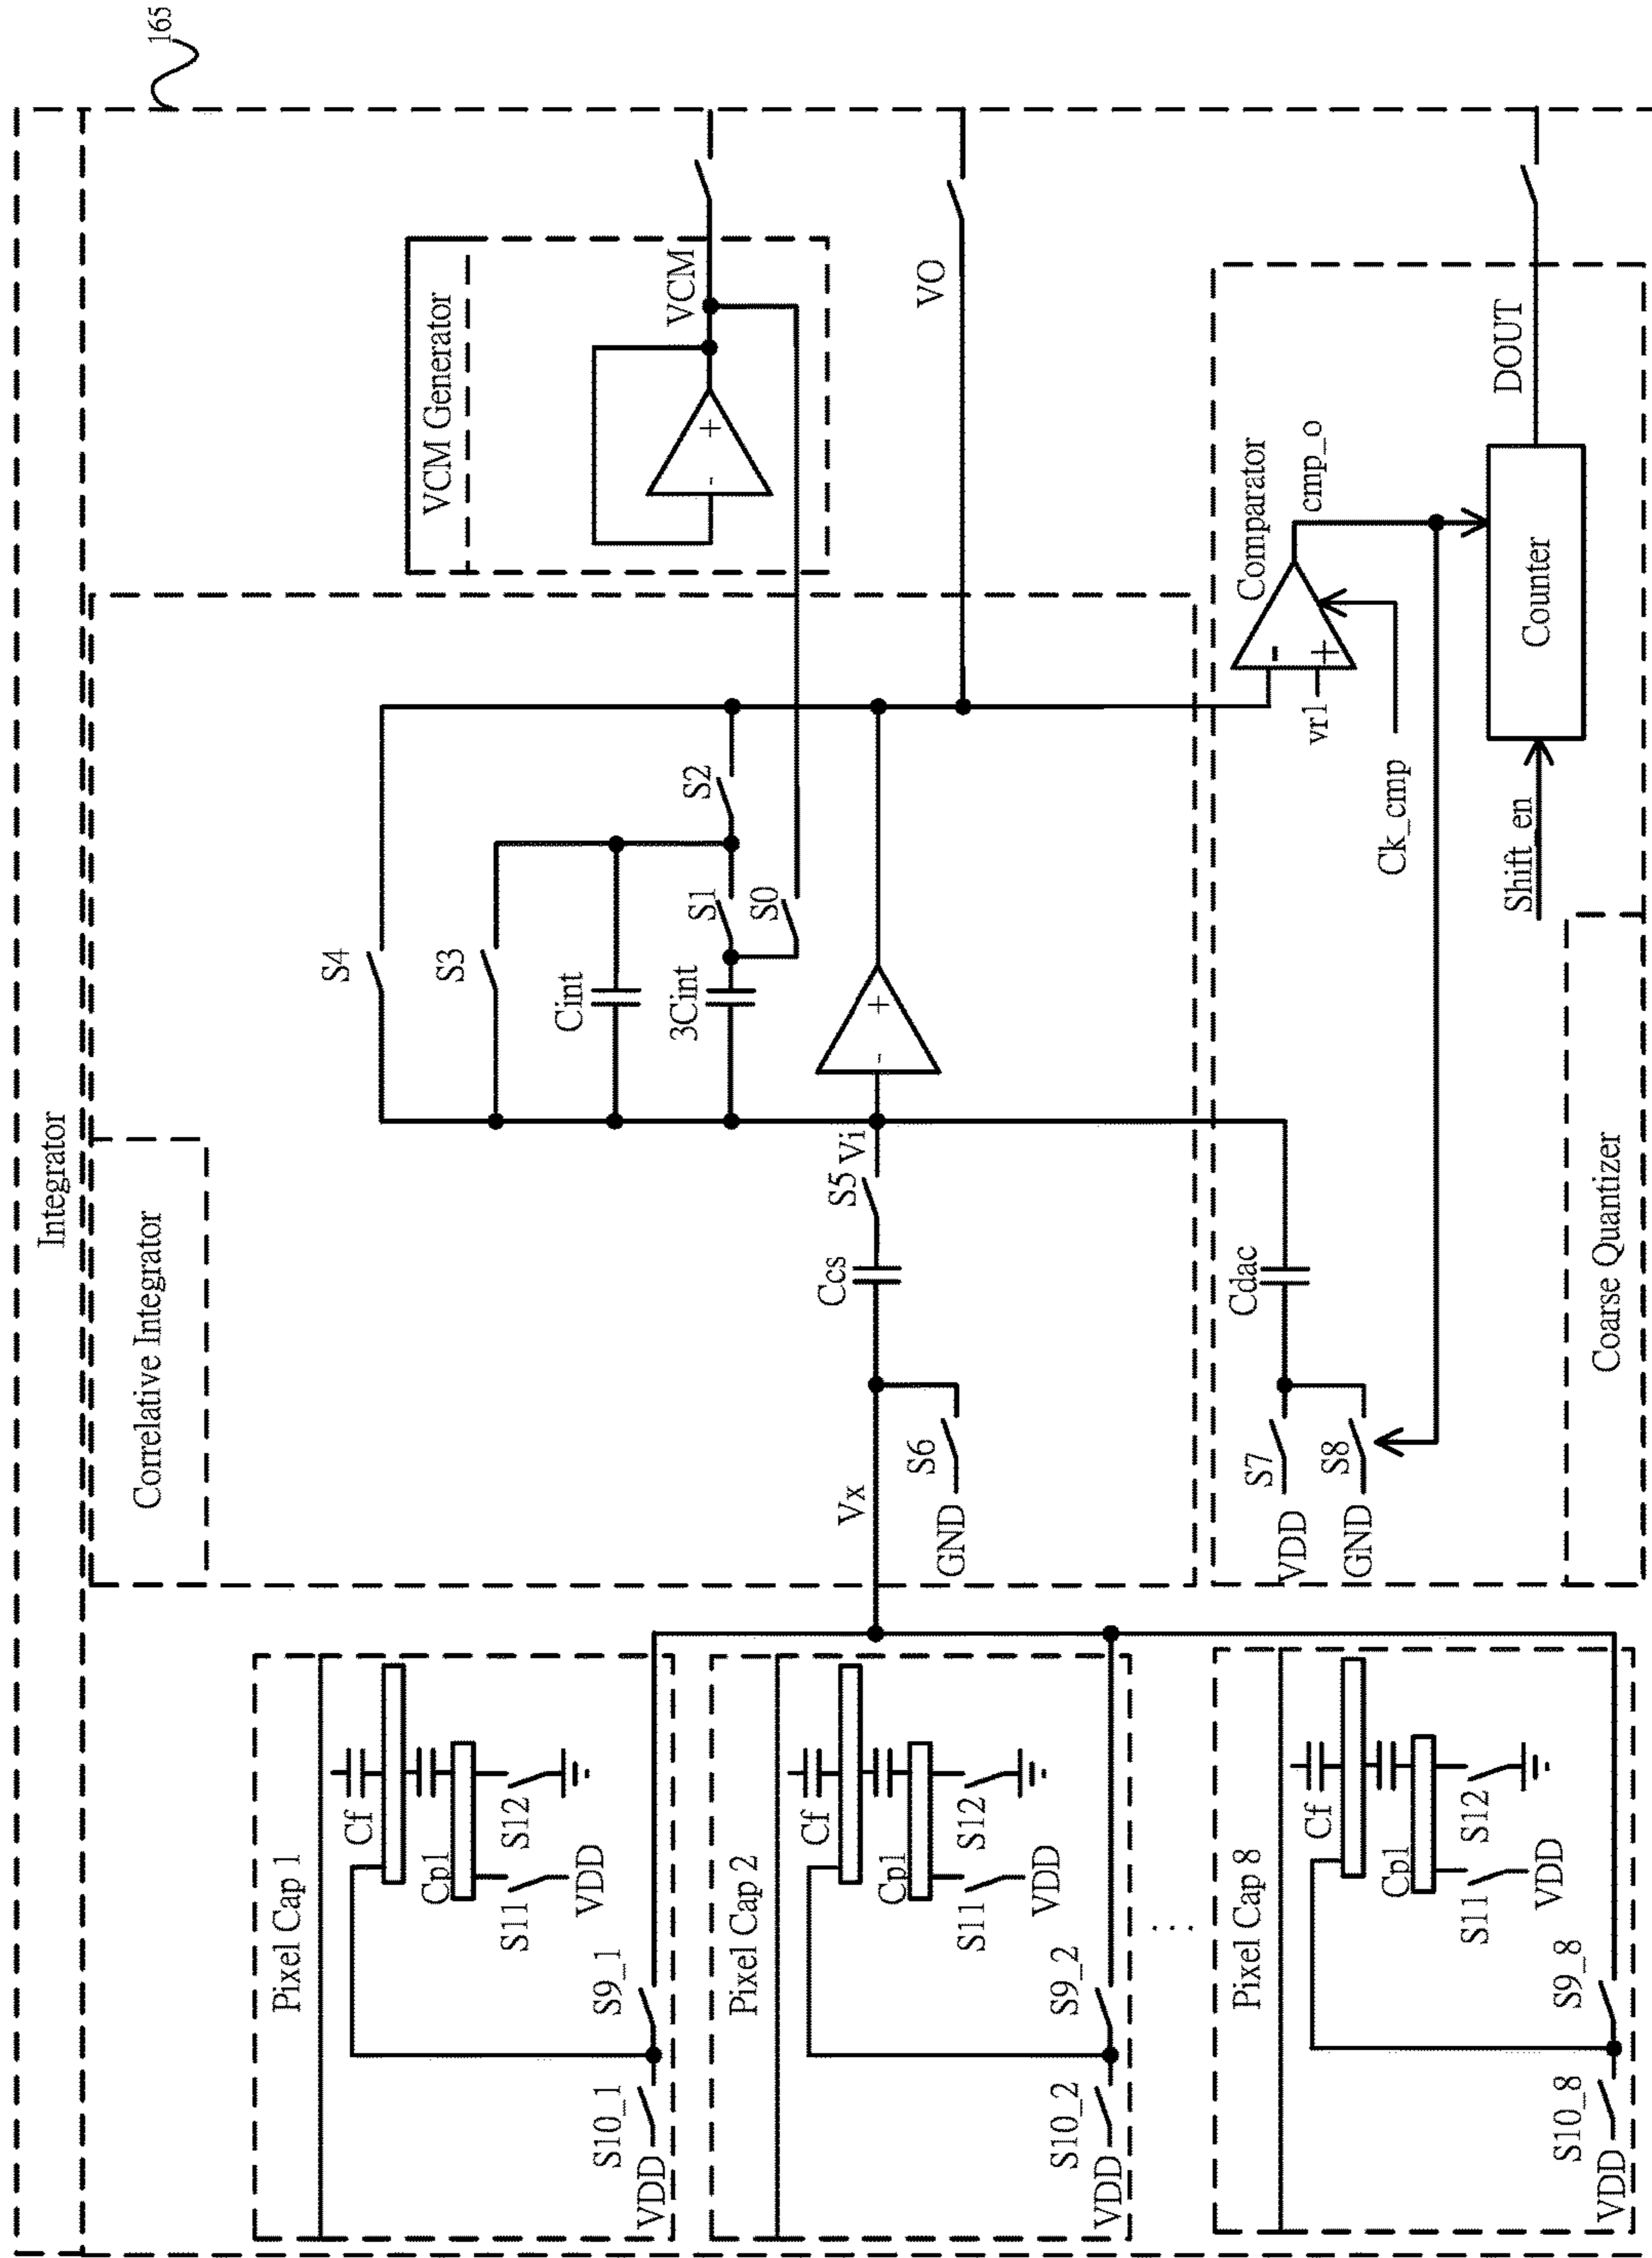 165
Integrator
Correlative Integrator
VCM Generator
VCM
-
+
VO
S4
S3
Cint
S2
S1
3Cint
S0
-
+
Vi
S5
Ccs
S6
GND
Vx
Pixel Cap 1
Cf
Cp1
S11
S12
VDD
S9_1
S10_1
VDD
Pixel Cap 2
Cf
Cp1
S11
S12
VDD
S9_2
S10_2
VDD
...
Pixel Cap 8
Cf
Cp1
S11
S12
VDD
S9_8
S10_8
VDD
Cdac
S7
VDD
S8
GND
Coarse Quantizer
Comparator
-
+
vr1
cmp_o
Ck_cmp
Shift_en
Counter
DOUT